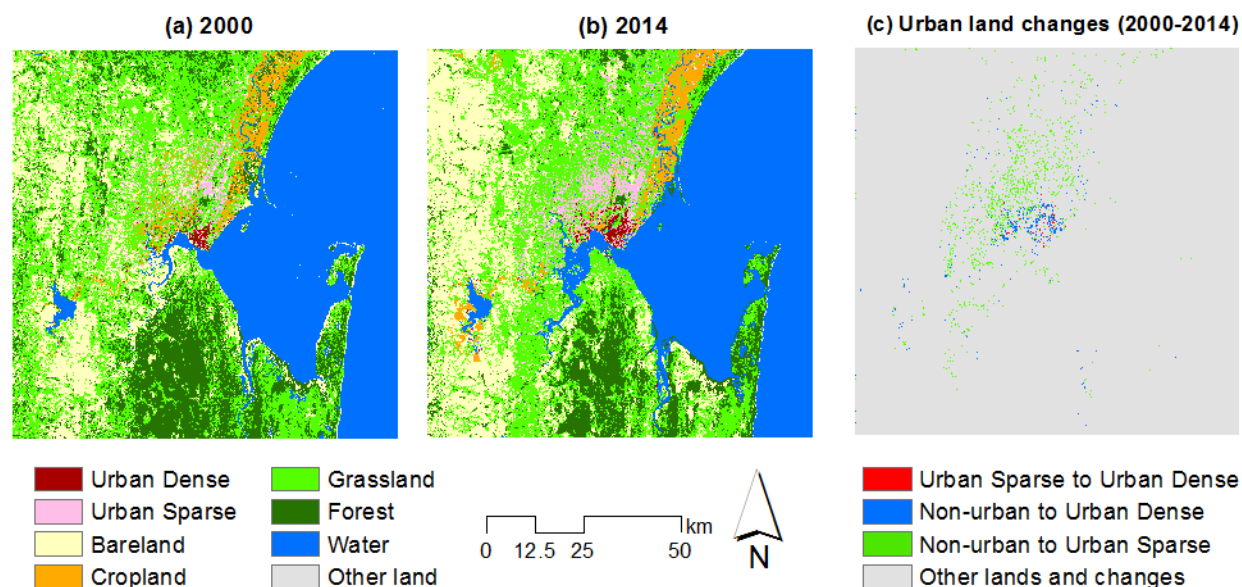 (a) 2000
(b) 2014
(c) Urban land changes (2000-2014)
Urban Dense
Urban Sparse
Bareland
Cropland
Grassland
Forest
Water
Other land
km
0 12.5 25 50
N
Urban Sparse to Urban Dense
Non-urban to Urban Dense
Non-urban to Urban Sparse
Other lands and changes